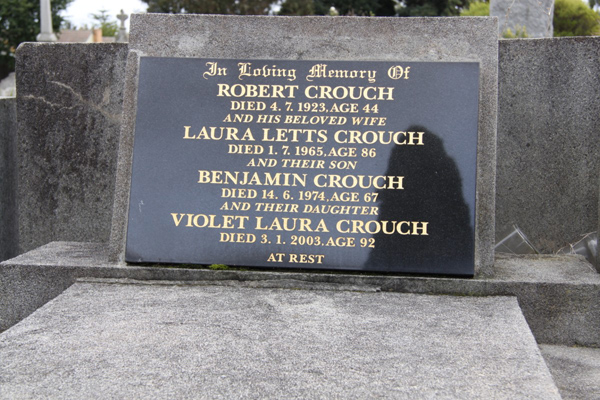 In Loving Memory Of
ROBERT CROUCH
DIED 4.7.1923, AGE 44
AND HIS BELOVED WIFE
LAURA LETTS CROUCH
DIED 1.7.1965, AGE 86
AND THEIR SON
BENJAMIN CROUCH
DIED 14.6.1974, AGE 67
AND THEIR DAUGHTER
VIOLET LAURA CROUCH
DIED 3.1.2003, AGE 92
AT REST